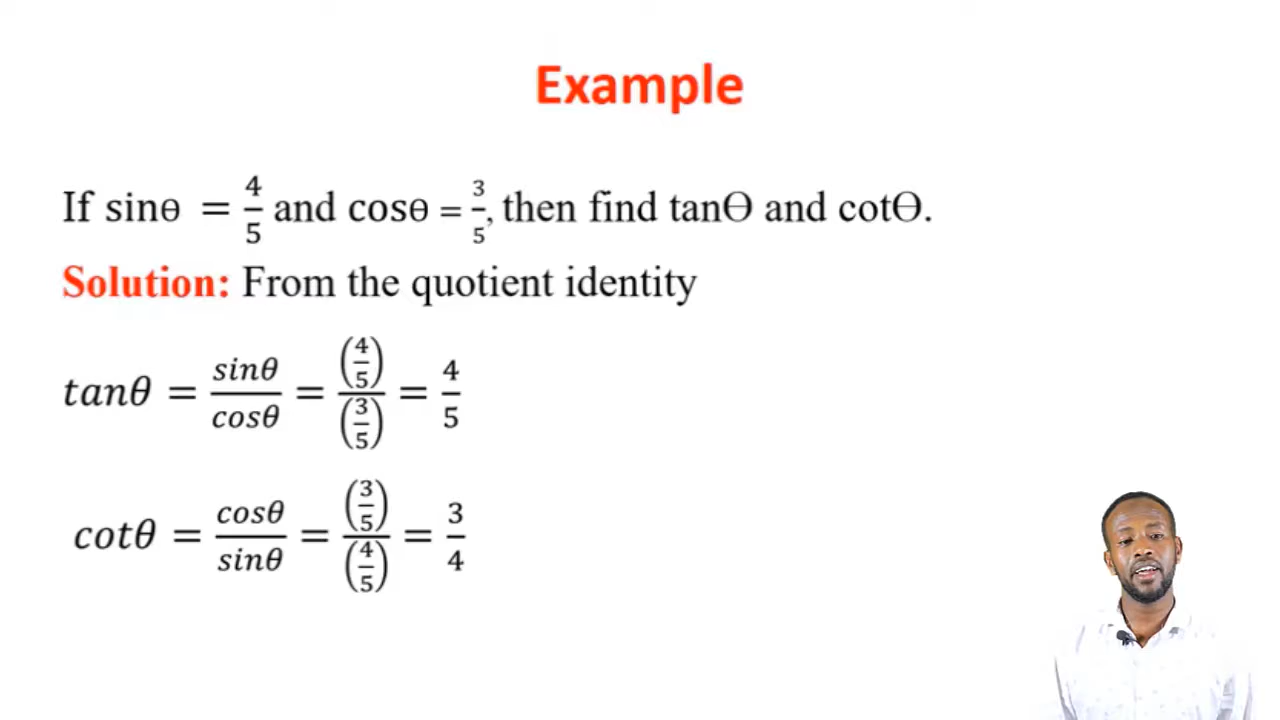 Example
If sinθ = 4/5 and cosθ = 3/5, then find tanϴ and cotϴ.
Solution: From the quotient identity
tanθ = sinθ/cosθ = (4/5)/(3/5) = 4/5
cotθ = cosθ/sinθ = (3/5)/(4/5) = 3/4